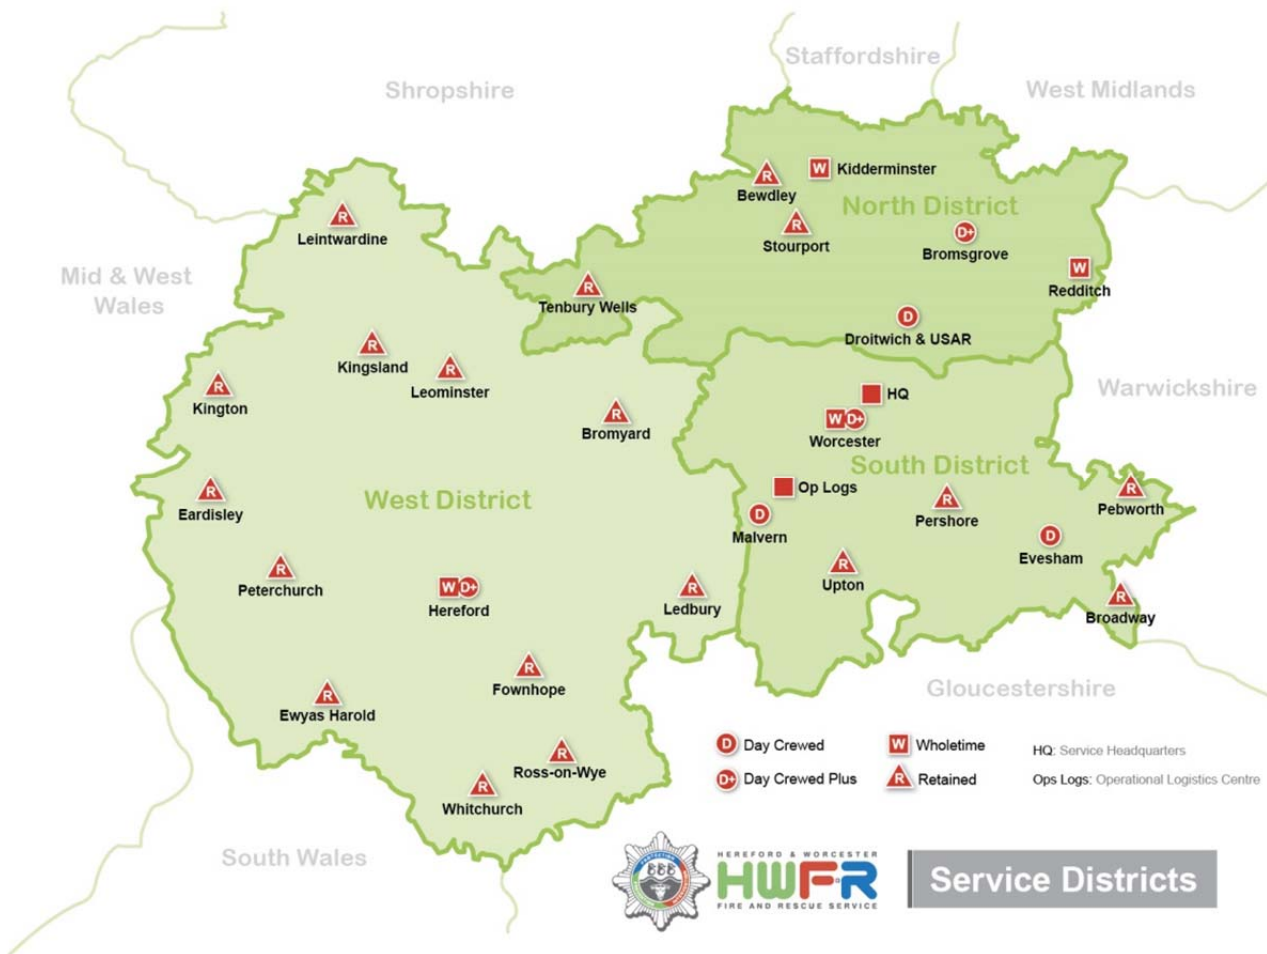 Staffordshire
Shropshire
West Midlands
W
Kidderminster
R
Bewdley
North District
R
Stourport
D+
Bromsgrove
R
Leintwardine
Mid & West
Wales
W
Redditch
R
Tenbury Wells
D
Droitwich & USAR
R
Kingsland
R
Leominster
R
Kington
Warwickshire
HQ
R
Bromyard
W D+
Worcester
South District
West District
R
Eardisley
Op Logs
D
Malvern
R
Pershore
R
Pebworth
D
Evesham
R
Peterchurch
R
Upton
W D+
Hereford
R
Ledbury
R
Broadway
R
Fownhope
Gloucestershire
R
Ewyas Harold
R
Ross-on-Wye
R
Whitchurch
South Wales
D Day Crewed
W Wholetime
HQ: Service Headquarters
D+ Day Crewed Plus
R Retained
Ops Logs: Operational Logistics Centre
HEREFORD & WORCESTER
HWFR
FIRE AND RESCUE SERVICE
Service Districts